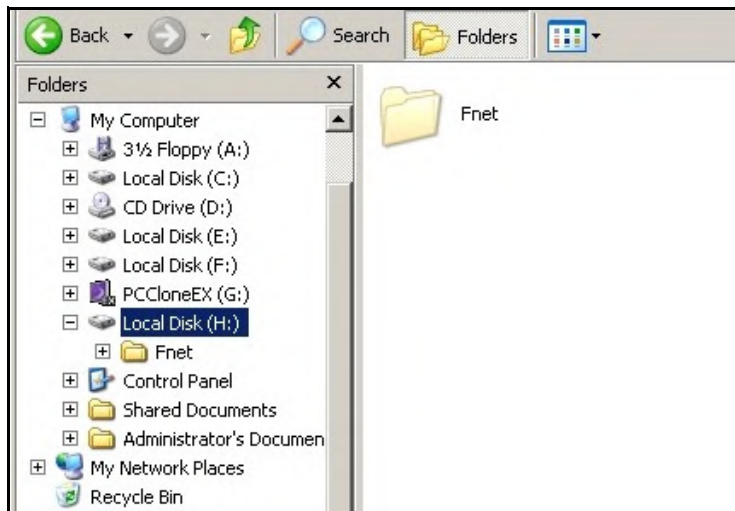 Back Search Folders
Folders
Fnet
My Computer
3½ Floppy (A:)
Local Disk (C:)
CD Drive (D:)
Local Disk (E:)
Local Disk (F:)
PCCloneEX (G:)
Local Disk (H:)
Fnet
Control Panel
Shared Documents
Administrator's Documen
My Network Places
Recycle Bin